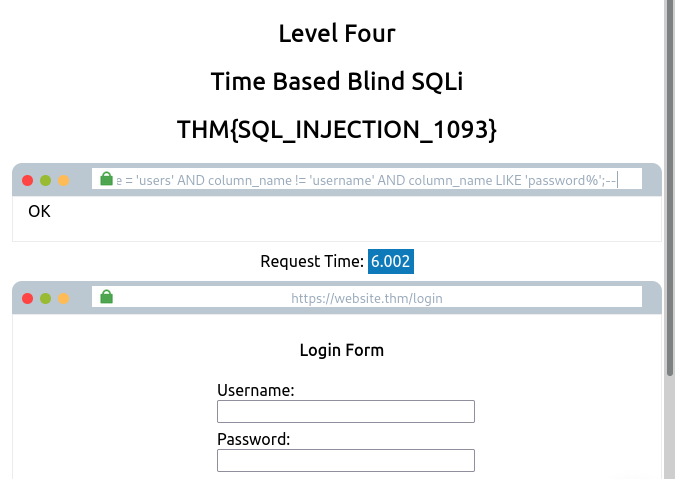 Level Four
Time Based Blind SQLi
THM{SQL_INJECTION_1093}
e = 'users' AND column_name != 'username' AND column_name LIKE 'password%';--
OK
Request Time: 6.002
https://website.thm/login
Login Form
Username:
Password: